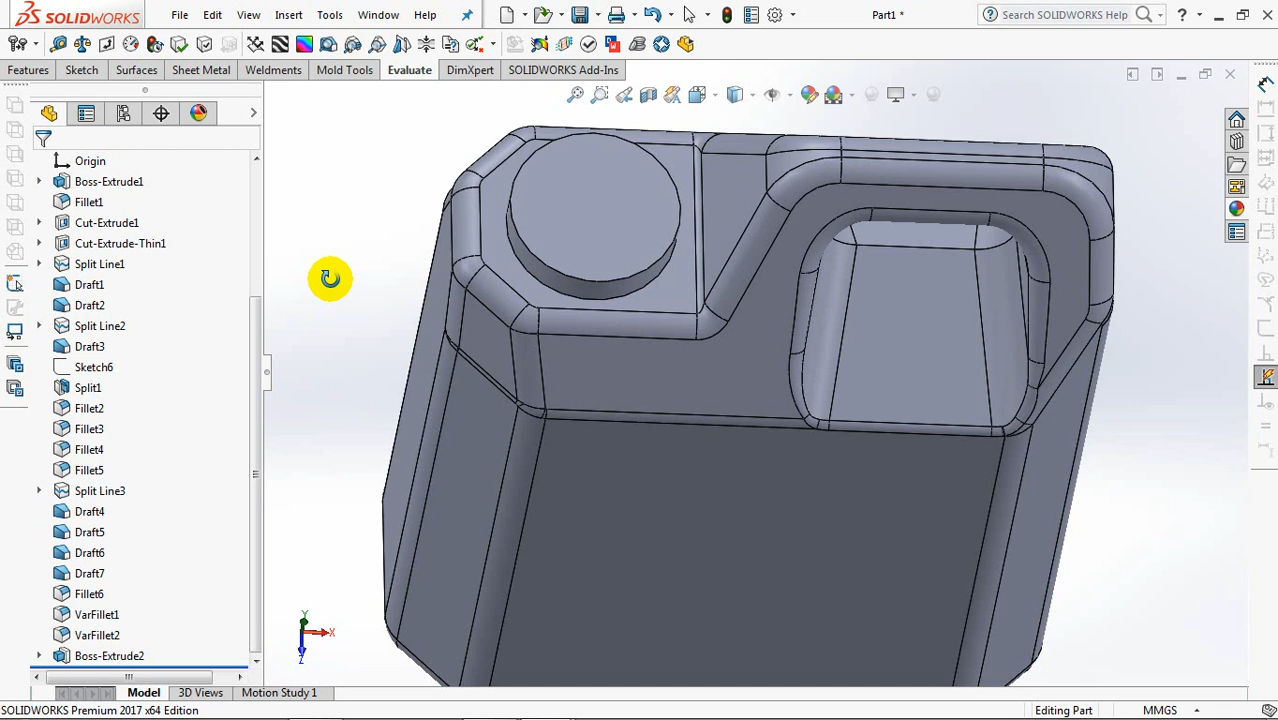 SOLIDWORKS File Edit View Insert Tools Window Help Part1 * Search SOLIDWORKS Help ?
Features Sketch Surfaces Sheet Metal Weldments Mold Tools Evaluate DimXpert SOLIDWORKS Add-Ins
Origin
Boss-Extrude1
Fillet1
Cut-Extrude1
Cut-Extrude-Thin1
Split Line1
Draft1
Draft2
Split Line2
Draft3
Sketch6
Split1
Fillet2
Fillet3
Fillet4
Fillet5
Split Line3
Draft4
Draft5
Draft6
Draft7
Fillet6
VarFillet1
VarFillet2
Boss-Extrude2
Y
X
Z
Model 3D Views Motion Study 1
SOLIDWORKS Premium 2017 x64 Edition Editing Part MMGS